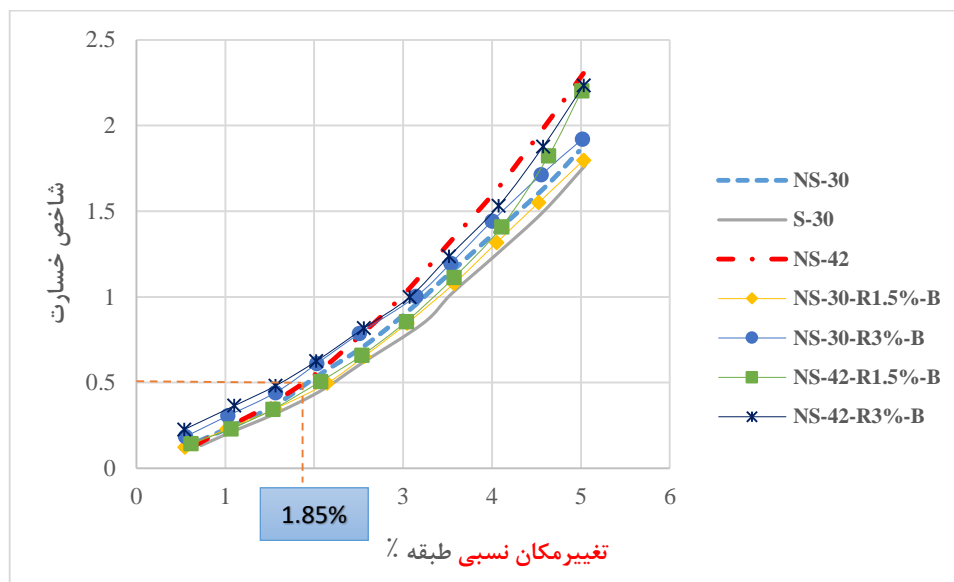 2.5
2
1.5
1
0.5
0
شاخص خسارت
0 1 3 4 5 6
1.85%
تغییرمکان نسبی طبقه ٪
NS-30
S-30
NS-42
NS-30-R1.5%-B
NS-30-R3%-B
NS-42-R1.5%-B
NS-42-R3%-B